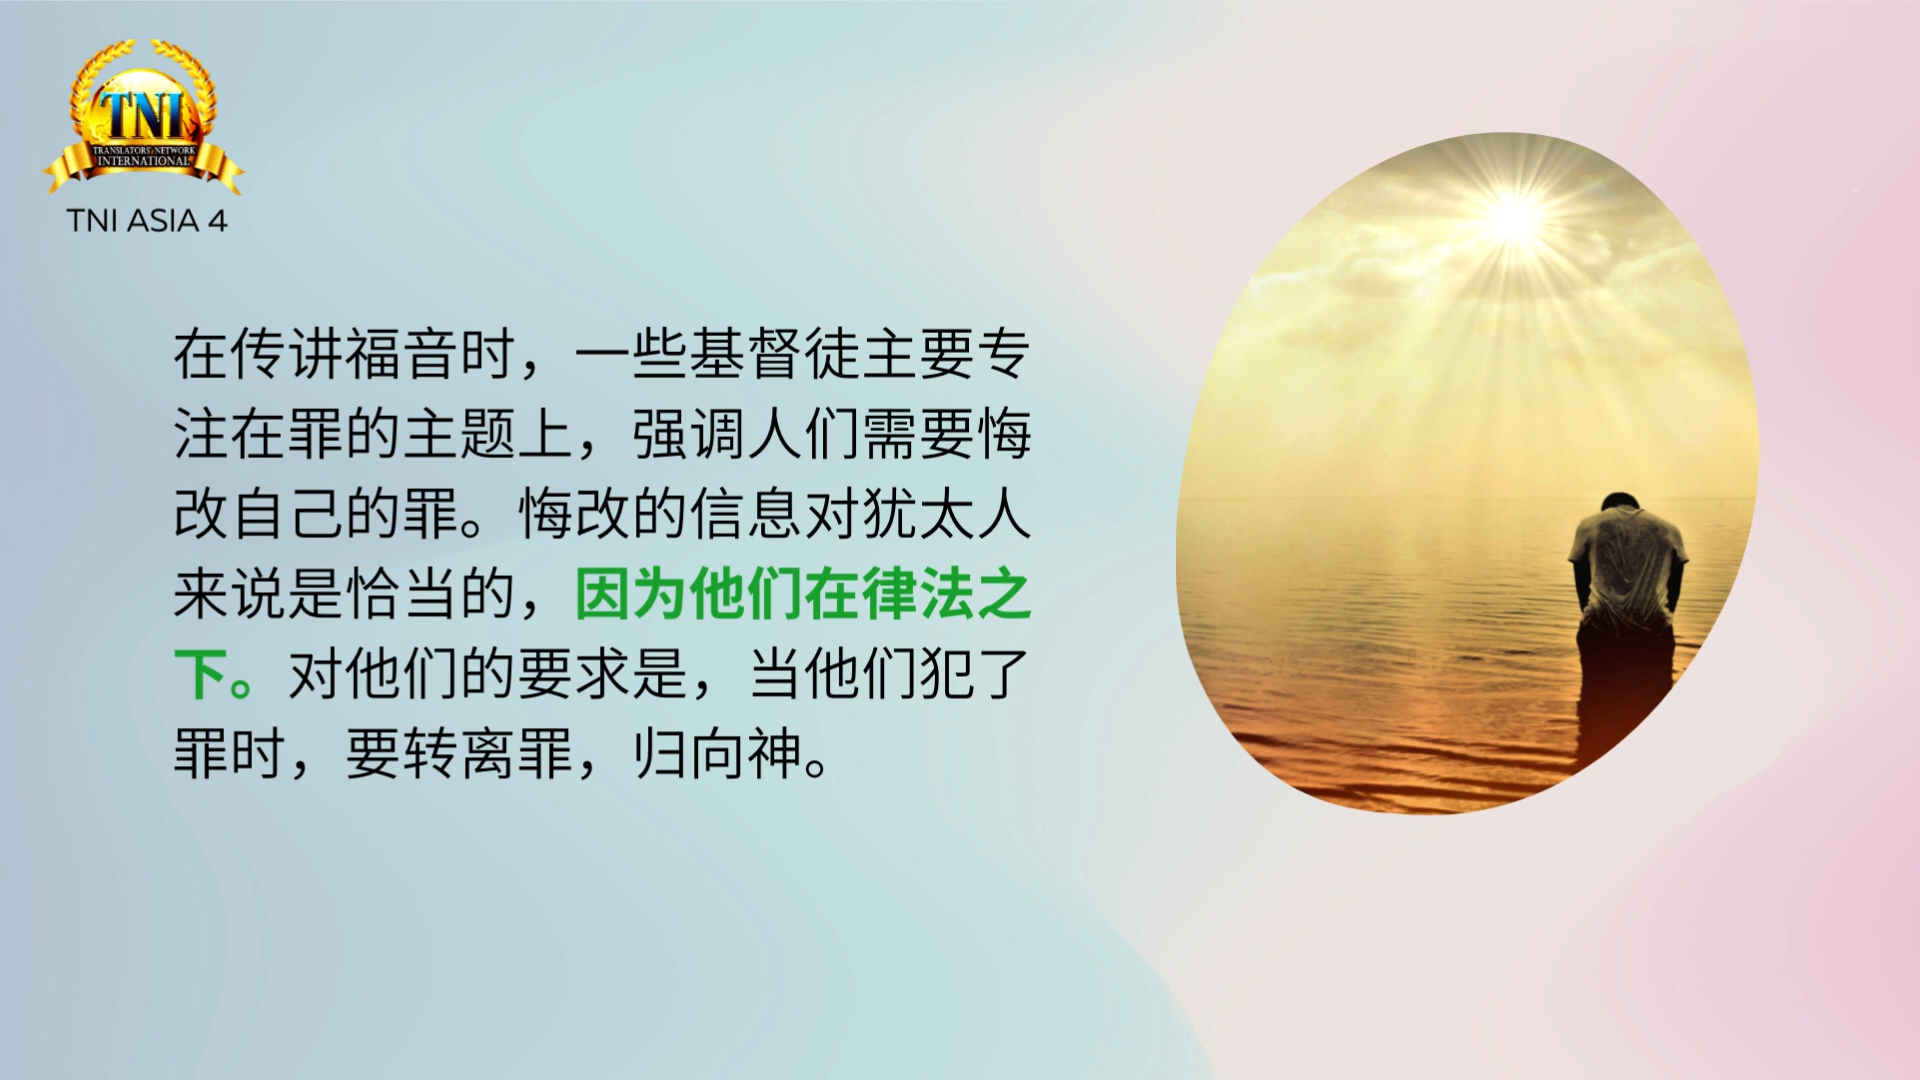 TNI
TRANSLATORS' NETWORK
INTERNATIONAL
TNI ASIA 4
在传讲福音时，一些基督徒主要专
注在罪的主题上，强调人们需要悔
改自己的罪。悔改的信息对犹太人
来说是恰当的，因为他们在律法之
下。对他们的要求是，当他们犯了
罪时，要转离罪，归向神。